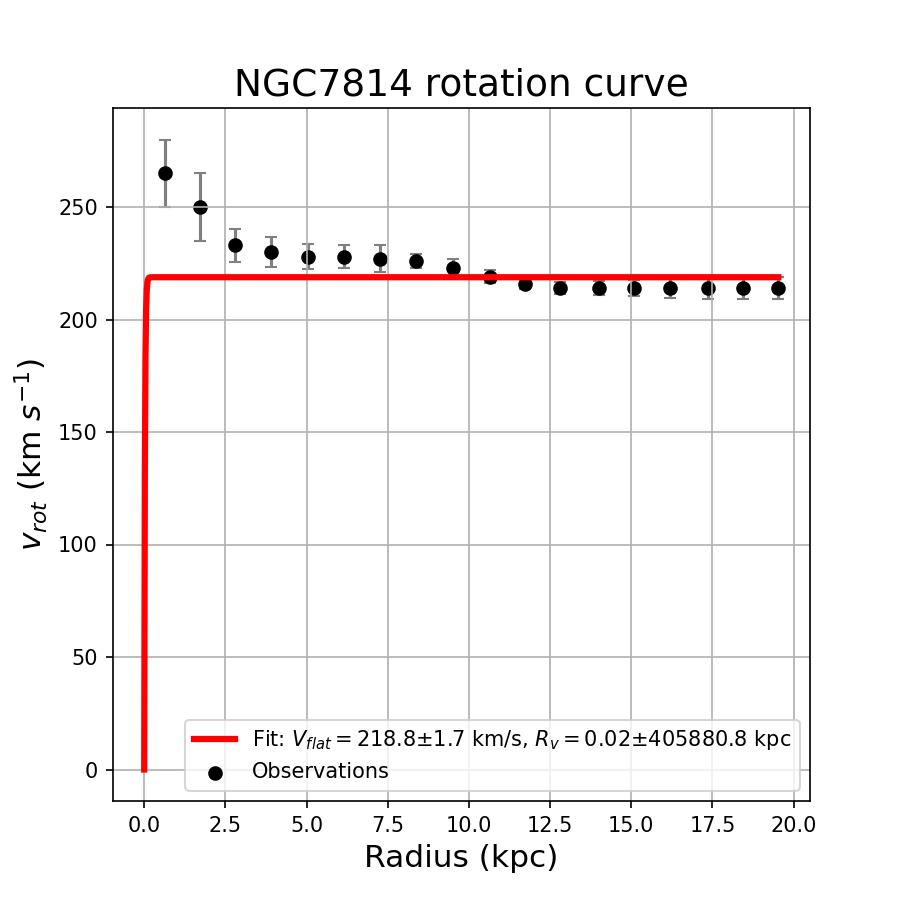 NGC7814 rotation curve
250
200
150
100
50
0
v_rot (km s⁻¹)
0.0 2.5 5.0 7.5 10.0 12.5 15.0 17.5 20.0
Radius (kpc)
Fit: V_flat = 218.8±1.7 km/s, R_v = 0.02±405880.8 kpc
Observations